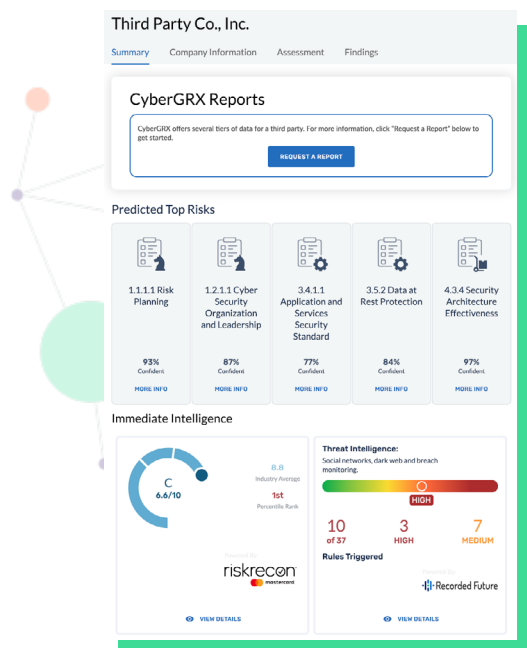 Third Party Co., Inc.
Summary Company Information Assessment Findings
CyberGRX Reports
CyberGRX offers several tiers of data for a third party. For more information, click "Request a Report" below to
get started.
REQUEST A REPORT
Predicted Top Risks
1.1.1.1 Risk
Planning
93%
Confident
MORE INFO
1.2.1.1 Cyber
Security
Organization
and Leadership
87%
Confident
MORE INFO
3.4.1.1
Application and
Services
Security
Standard
77%
Confident
MORE INFO
3.5.2 Data at
Rest Protection
84%
Confident
MORE INFO
4.3.4 Security
Architecture
Effectiveness
97%
Confident
MORE INFO
Immediate Intelligence
C
6.6/10
8.8
Industry Average
1st
Percentile Rank
Powered By:
riskrecon
mastercard
VIEW DETAILS
Threat Intelligence:
Social networks, dark web and breach
monitoring.
HIGH
10
of 37
3
HIGH
7
MEDIUM
Rules Triggered
Powered By:
Recorded Future
VIEW DETAILS